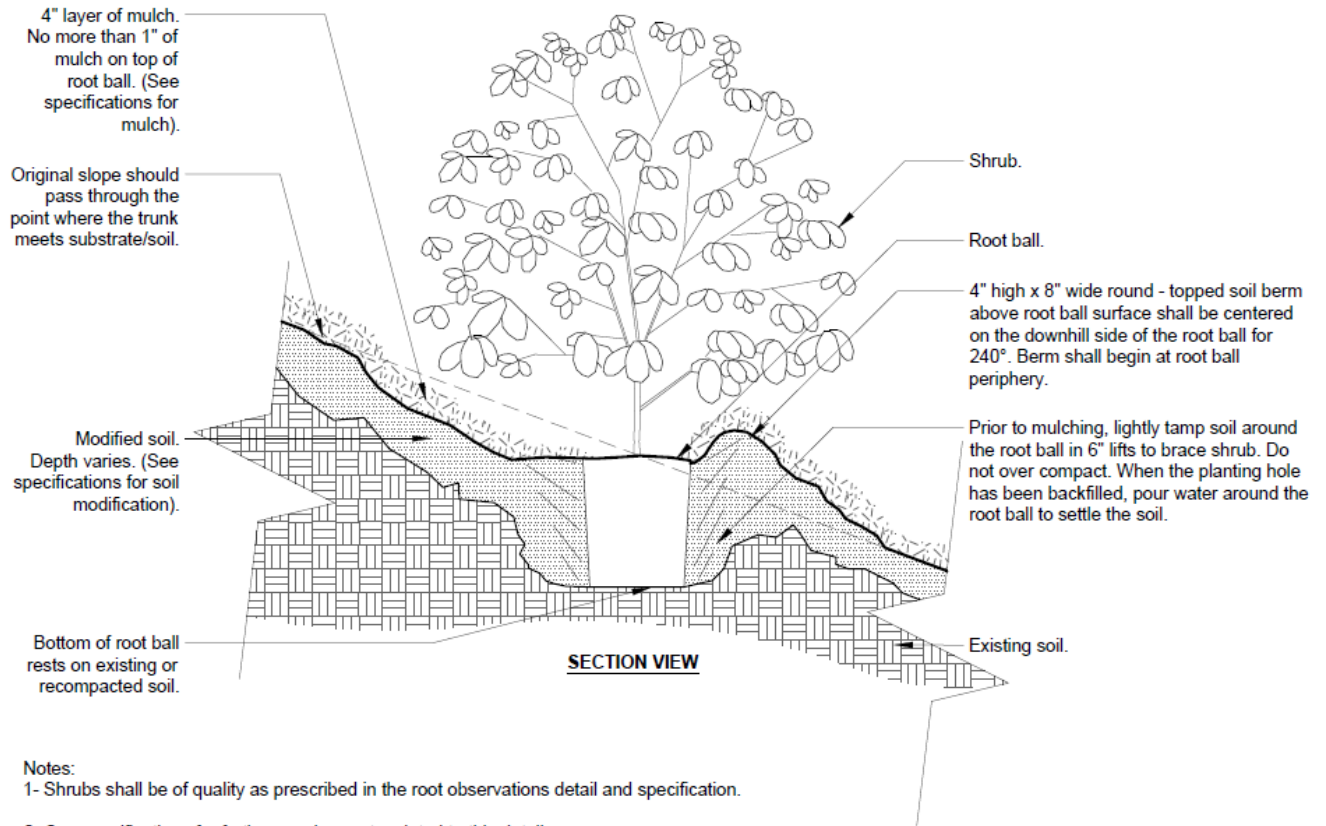 4" layer of mulch.
No more than 1" of
mulch on top of
root ball. (See
specifications for
mulch).
Original slope should
pass through the
point where the trunk
meets substrate/soil.
Modified soil.
Depth varies. (See
specifications for soil
modification).
Bottom of root ball
rests on existing or
recompacted soil.
Shrub.
Root ball.
4" high x 8" wide round - topped soil berm
above root ball surface shall be centered
on the downhill side of the root ball for
240°. Berm shall begin at root ball
periphery.
Prior to mulching, lightly tamp soil around
the root ball in 6" lifts to brace shrub. Do
not over compact. When the planting hole
has been backfilled, pour water around the
root ball to settle the soil.
Existing soil.
SECTION VIEW
Notes:
1- Shrubs shall be of quality as prescribed in the root observations detail and specification.